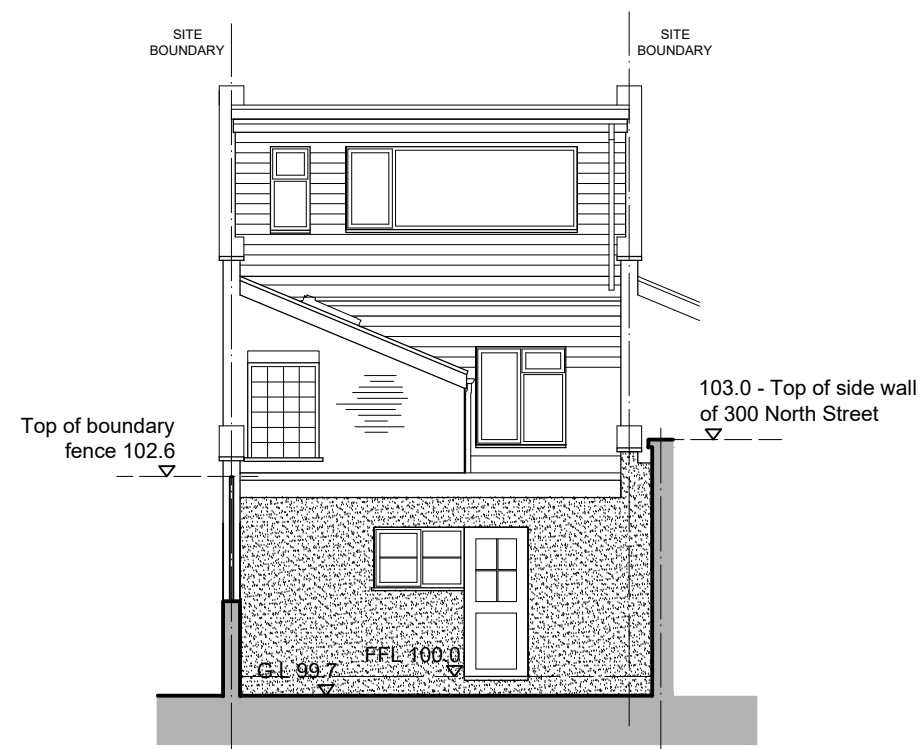 SITE
BOUNDARY
SITE
BOUNDARY
103.0 - Top of side wall
of 300 North Street
Top of boundary
fence 102.6
FFL 100.0
G.L 99.7